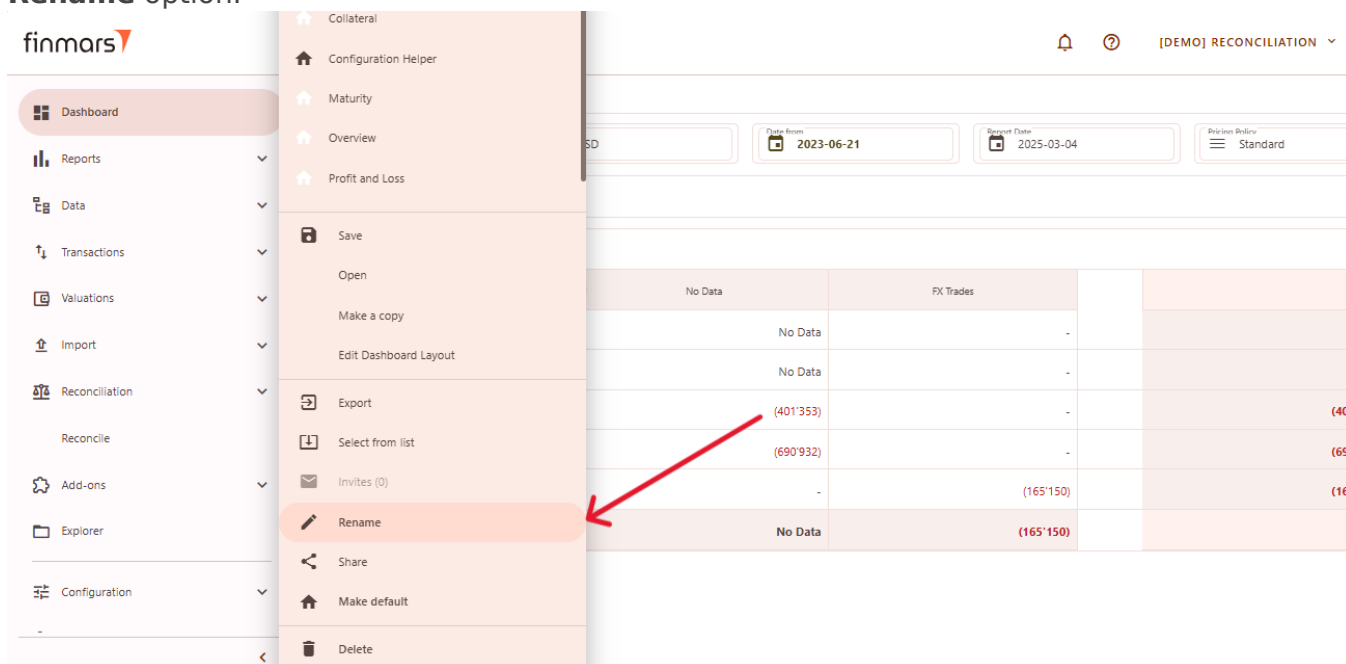 Rename option.
finmars
[DEMO] RECONCILIATION
Dashboard
Reports
Data
Transactions
Valuations
Import
Reconciliation
Reconcile
Add-ons
Explorer
Configuration
Collateral
Configuration Helper
Maturity
Overview
Profit and Loss
Save
Open
Make a copy
Edit Dashboard Layout
Export
Select from list
Invites (0)
Rename
Share
Make default
Delete
SD
Date from
2023-06-21
Report Date
2025-03-04
Pricing Policy
Standard
No Data FX Trades
No Data -
No Data -
(401'353) - (40
(690'932) - (69
- (165'150) (16
No Data (165'150)